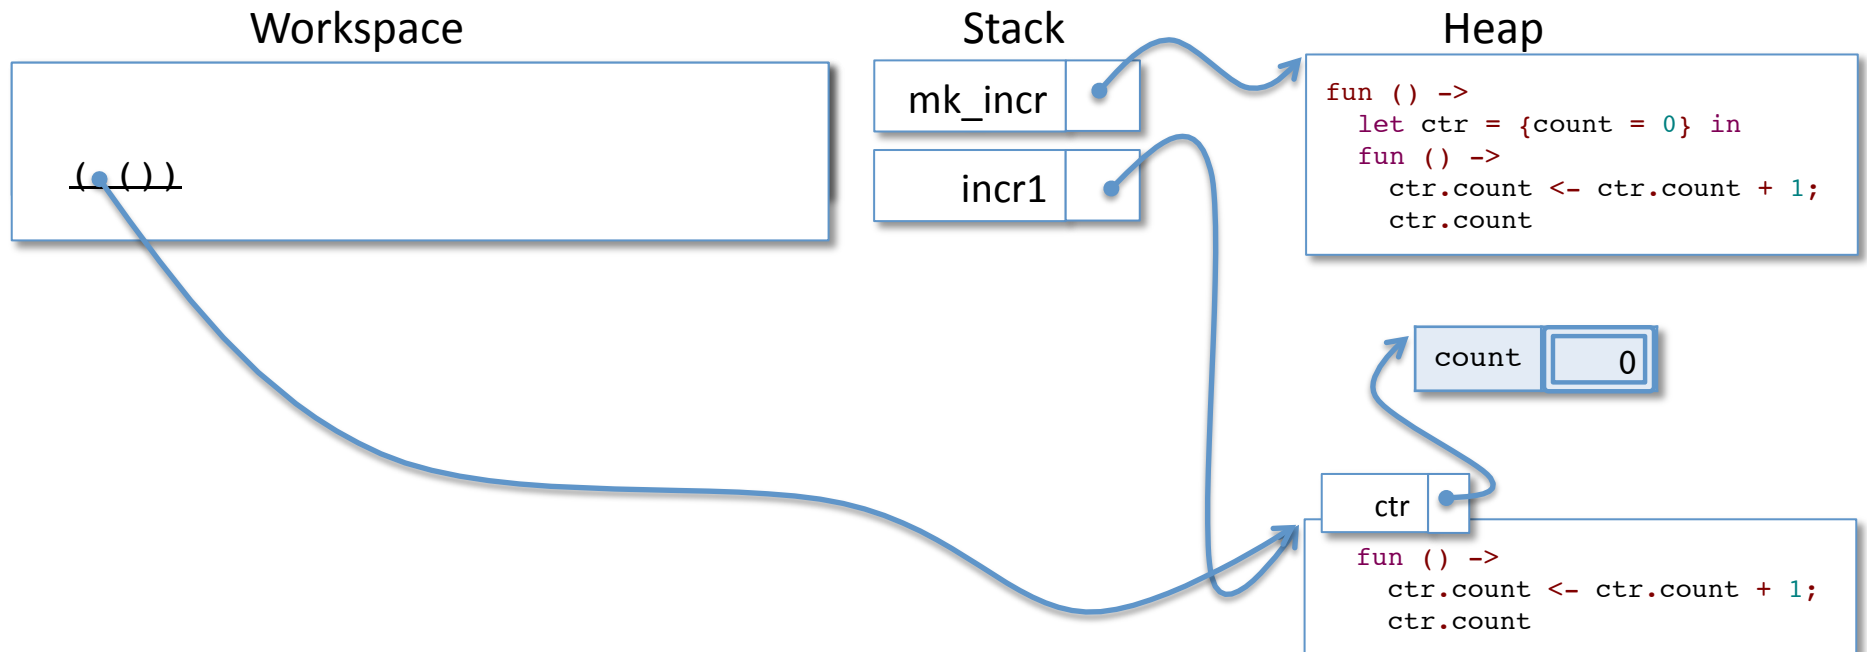 Workspace
Stack
Heap
( ())
mk_incr
incr1
fun () ->
let ctr = {count = 0} in
fun () ->
ctr.count <- ctr.count + 1;
ctr.count
count 0
ctr
fun () ->
ctr.count <- ctr.count + 1;
ctr.count